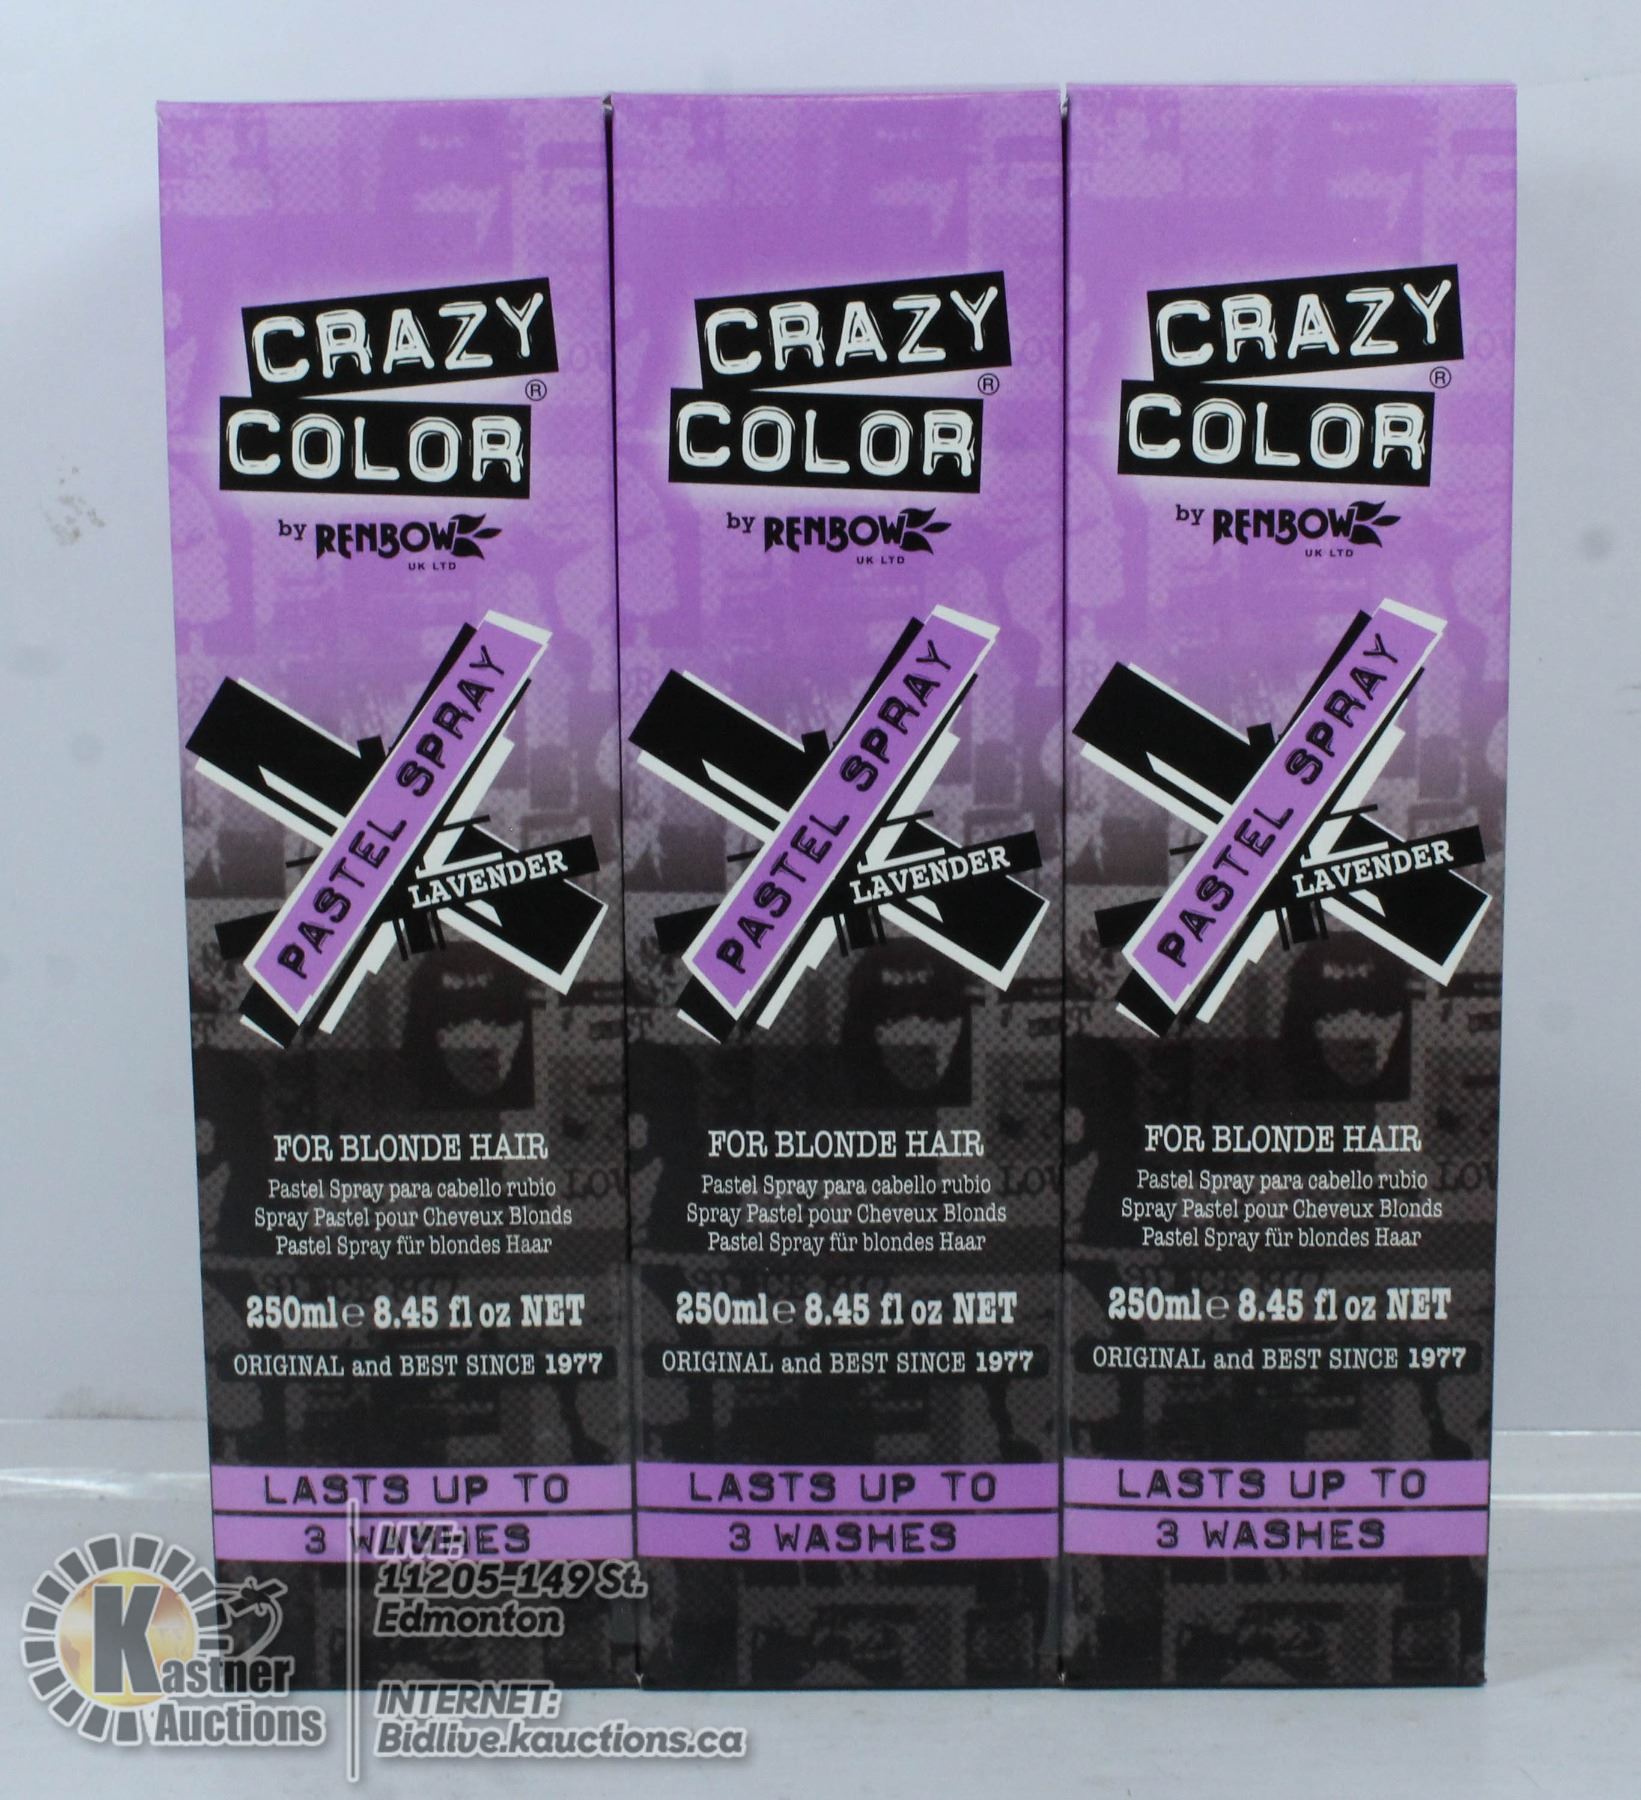 CRAZY
COLOR®
by RENBOW
UK LTD
PASTEL SPRAY
LAVENDER
FOR BLONDE HAIR
Pastel Spray para cabello rubio
Spray Pastel pour Cheveux Blonds
Pastel Spray für blondes Haar
250ml e 8.45 fl oz NET
ORIGINAL and BEST SINCE 1977
LASTS UP TO
3 WASHES
CRAZY
COLOR®
by RENBOW
UK LTD
PASTEL SPRAY
LAVENDER
FOR BLONDE HAIR
Pastel Spray para cabello rubio
Spray Pastel pour Cheveux Blonds
Pastel Spray für blondes Haar
250ml e 8.45 fl oz NET
ORIGINAL and BEST SINCE 1977
LASTS UP TO
3 WASHES
CRAZY
COLOR®
by RENBOW
UK LTD
PASTEL SPRAY
LAVENDER
FOR BLONDE HAIR
Pastel Spray para cabello rubio
Spray Pastel pour Cheveux Blonds
Pastel Spray für blondes Haar
250ml e 8.45 fl oz NET
ORIGINAL and BEST SINCE 1977
LASTS UP TO
3 WASHES
Kastner
Auctions
LIVE:
11205-149 St.
Edmonton
INTERNET:
Bidlive.kauctions.ca